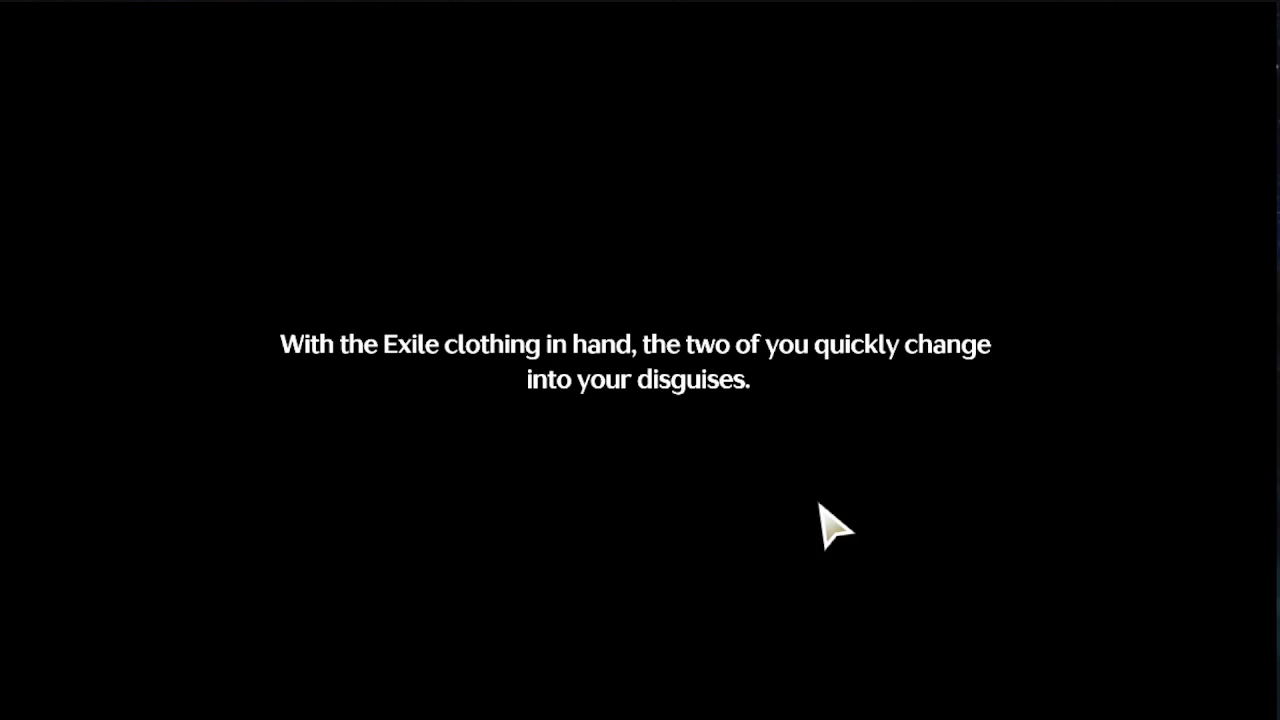 With the Exile clothing in hand, the two of you quickly change
into your disguises.